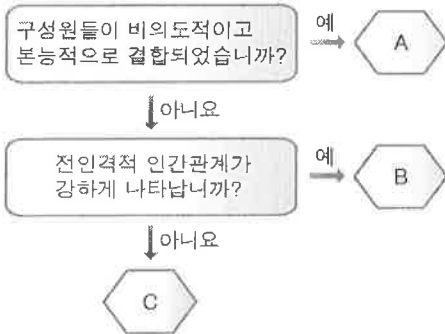 구성원들이 비의도적이고
본능적으로 결합되었습니까?
예
A
아니요
전인격적 인간관계가
강하게 나타납니까?
예
B
아니요
C